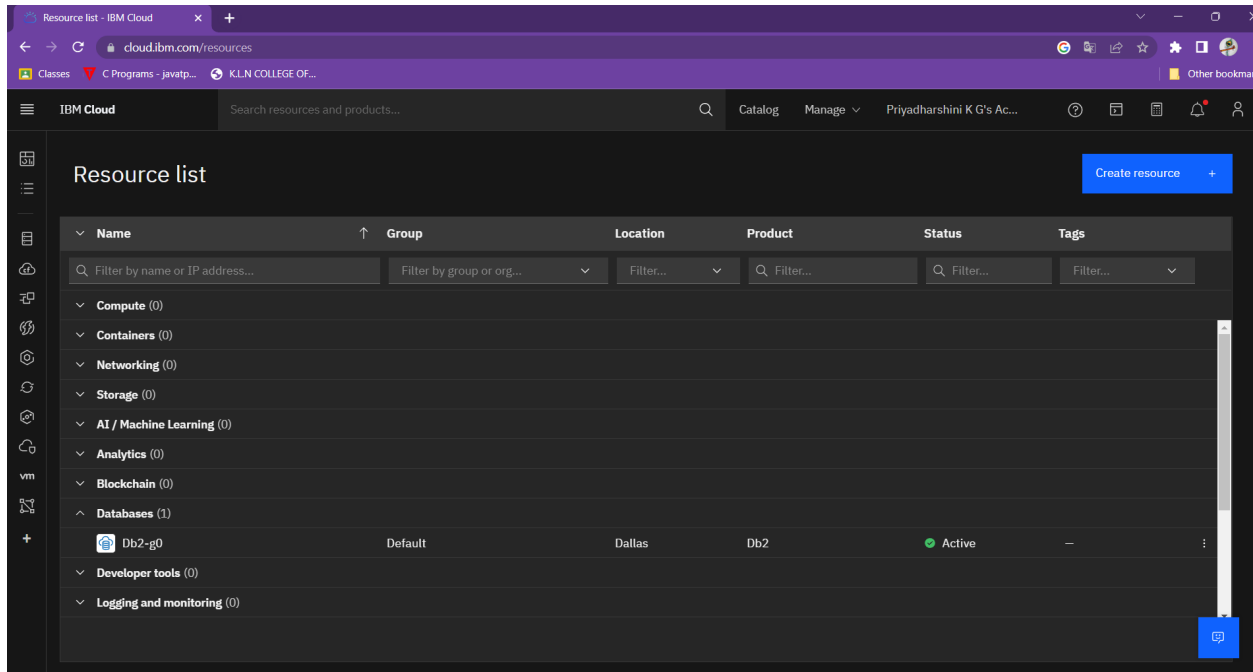 Resource list - IBM Cloud
cloud.ibm.com/resources
Classes C Programs - javatp... K.L.N COLLEGE OF... Other bookmar
IBM Cloud Search resources and products... Catalog Manage Priyadharshini K G's Ac...
Resource list Create resource +
Name Group Location Product Status Tags
Filter by name or IP address... Filter by group or org... Filter... Filter... Filter... Filter...
Compute (0)
Containers (0)
Networking (0)
Storage (0)
AI / Machine Learning (0)
Analytics (0)
vm
Blockchain (0)
Databases (1)
Db2-g0 Default Dallas Db2 Active –
Developer tools (0)
Logging and monitoring (0)